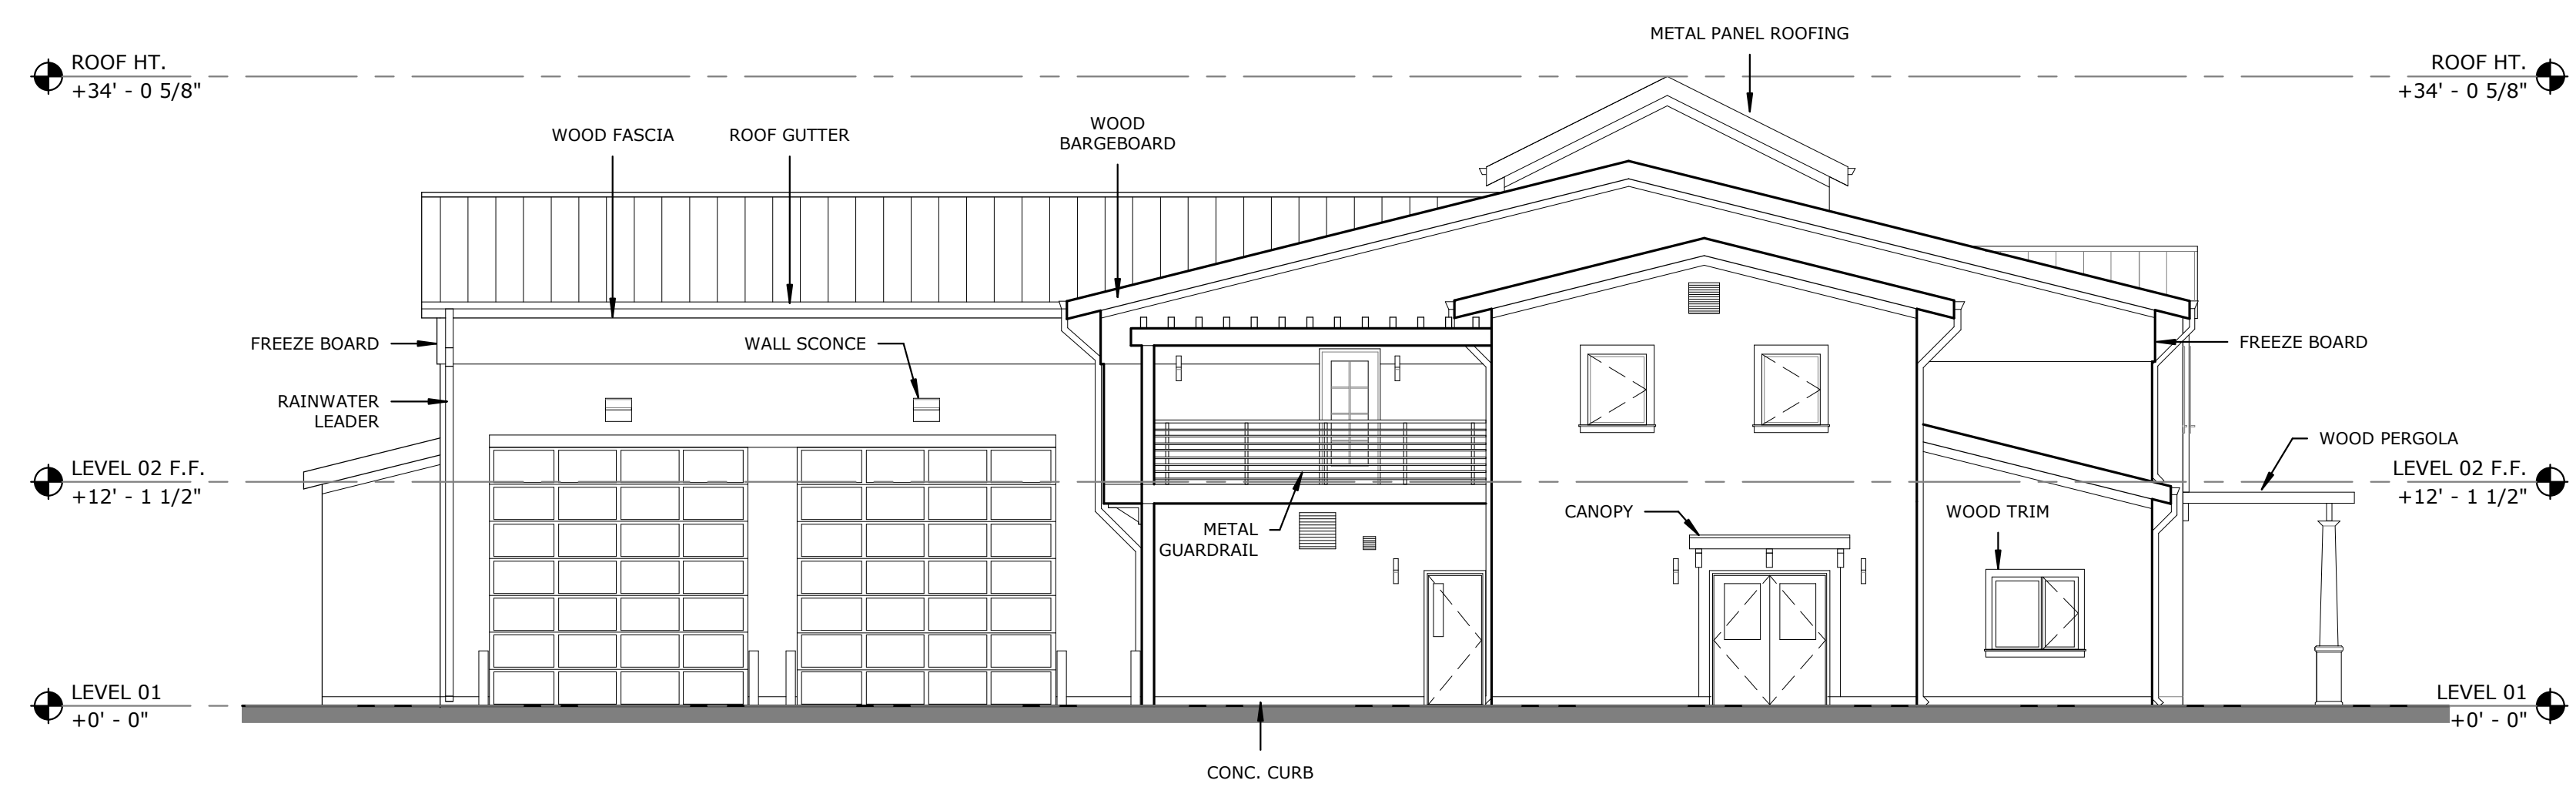 METAL PANEL ROOFING
ROOF HT.
+34' - 0 5/8"
ROOF HT.
+34' - 0 5/8"
WOOD FASCIA
ROOF GUTTER
WOOD
BARGEBOARD
FREEZE BOARD
WALL SCONCE
FREEZE BOARD
RAINWATER
LEADER
WOOD PERGOLA
LEVEL 02 F.F.
+12' - 1 1/2"
LEVEL 02 F.F.
+12' - 1 1/2"
METAL
GUARDRAIL
CANOPY
WOOD TRIM
LEVEL 01
+0' - 0"
LEVEL 01
+0' - 0"
CONC. CURB